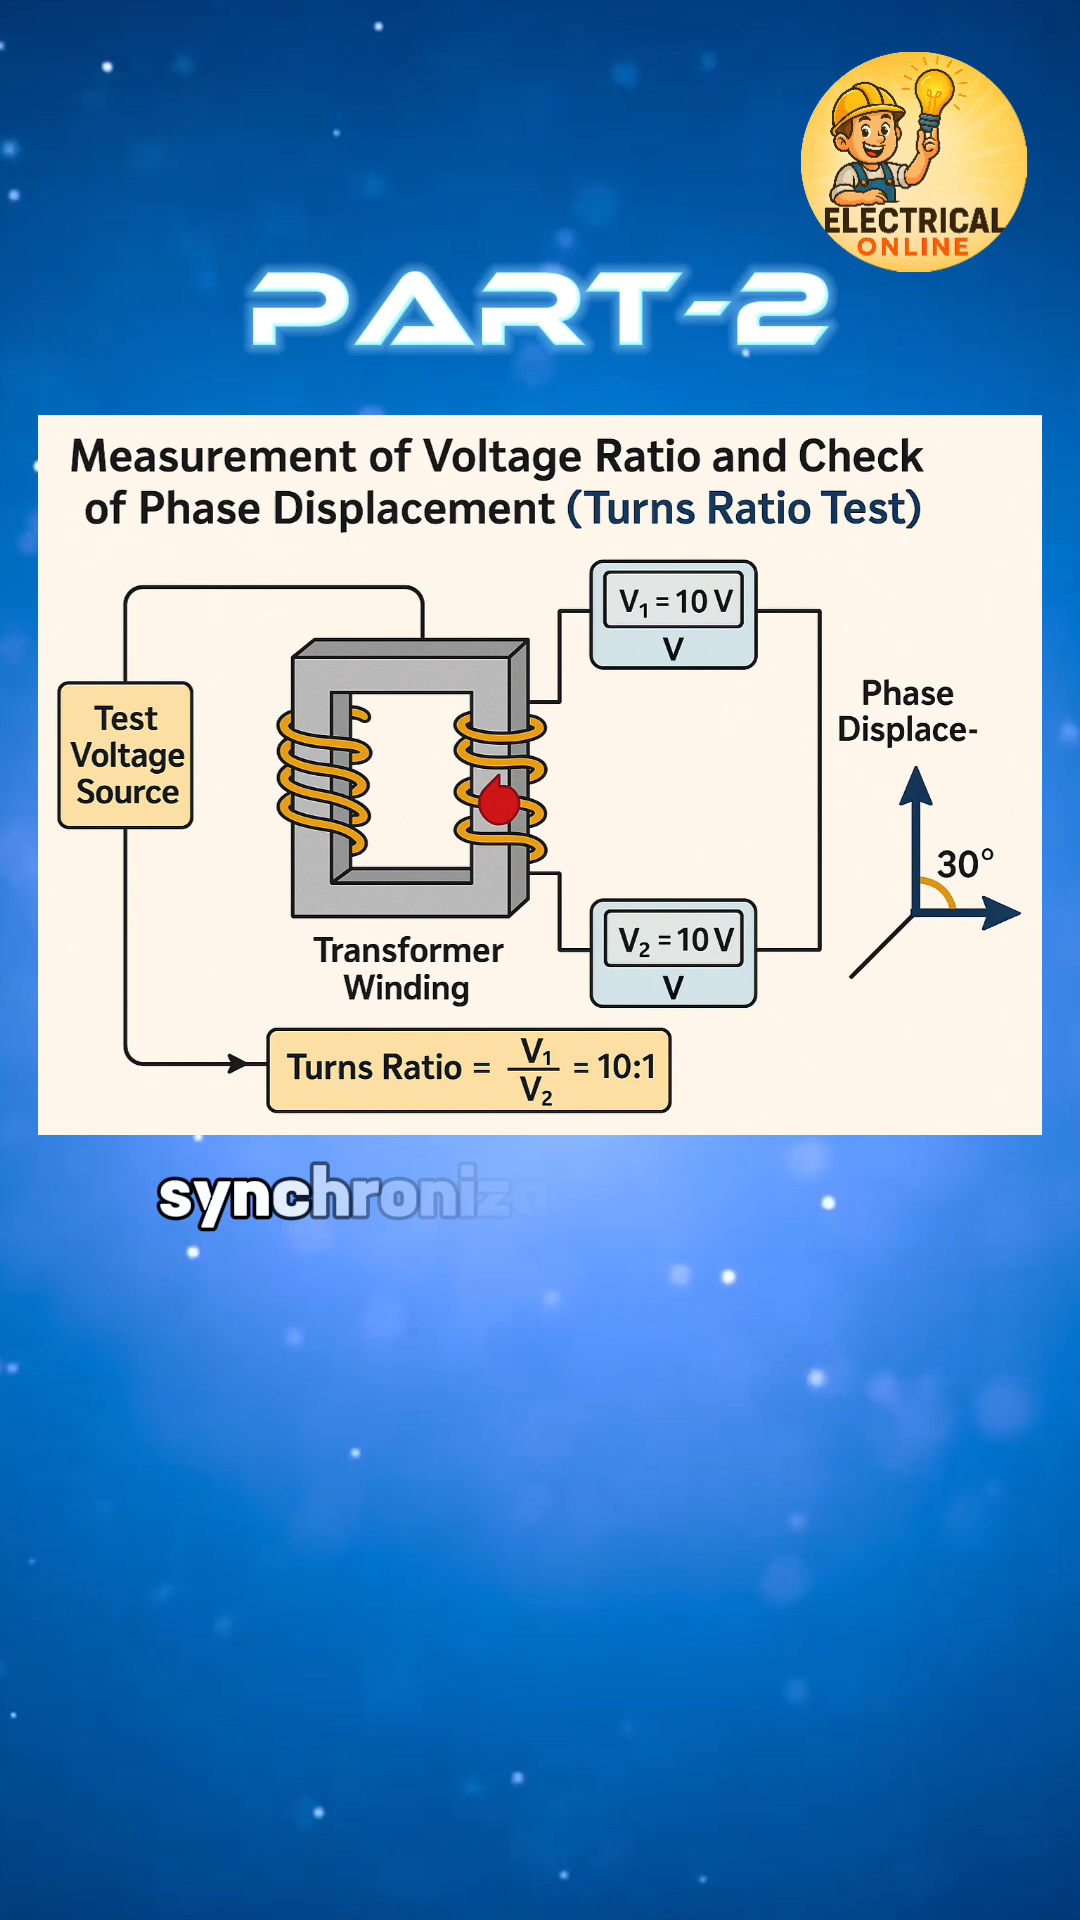 ELECTRICAL
ONLINE
PART-2
Measurement of Voltage Ratio and Check
of Phase Displacement (Turns Ratio Test)
V₁ = 10 V
V
Test
Voltage
Source
Phase
Displace-
30°
Transformer
Winding
V₂ = 10 V
V
Turns Ratio = V₁/V₂ = 10:1
synchroniza